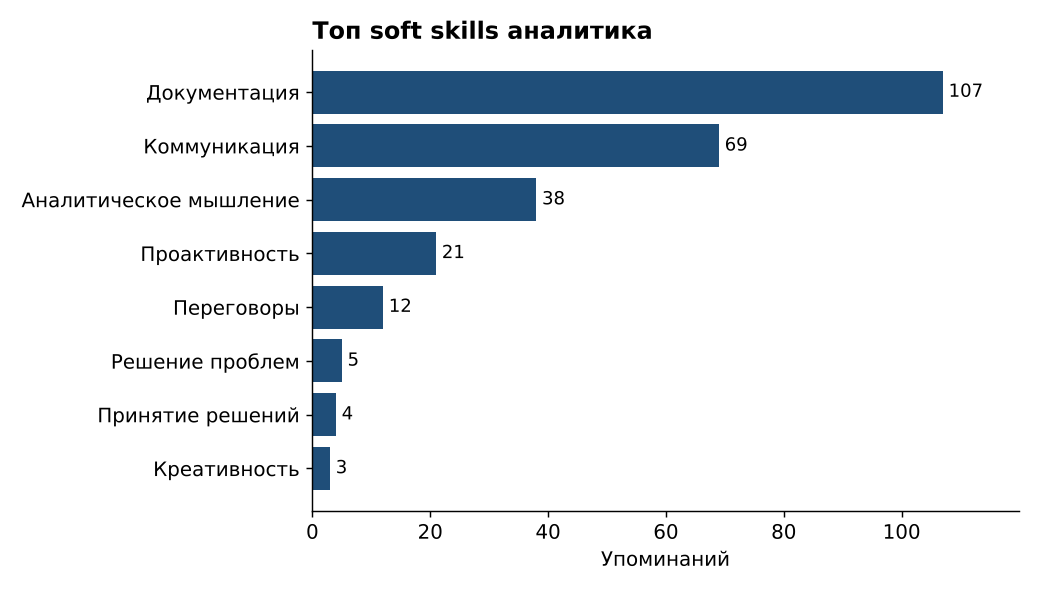 Топ soft skills аналитика
Документация 107
Коммуникация 69
Аналитическое мышление 38
Проактивность 21
Переговоры 12
Решение проблем 5
Принятие решений 4
Креативность 3
0 20 40 60 80 100
Упоминаний